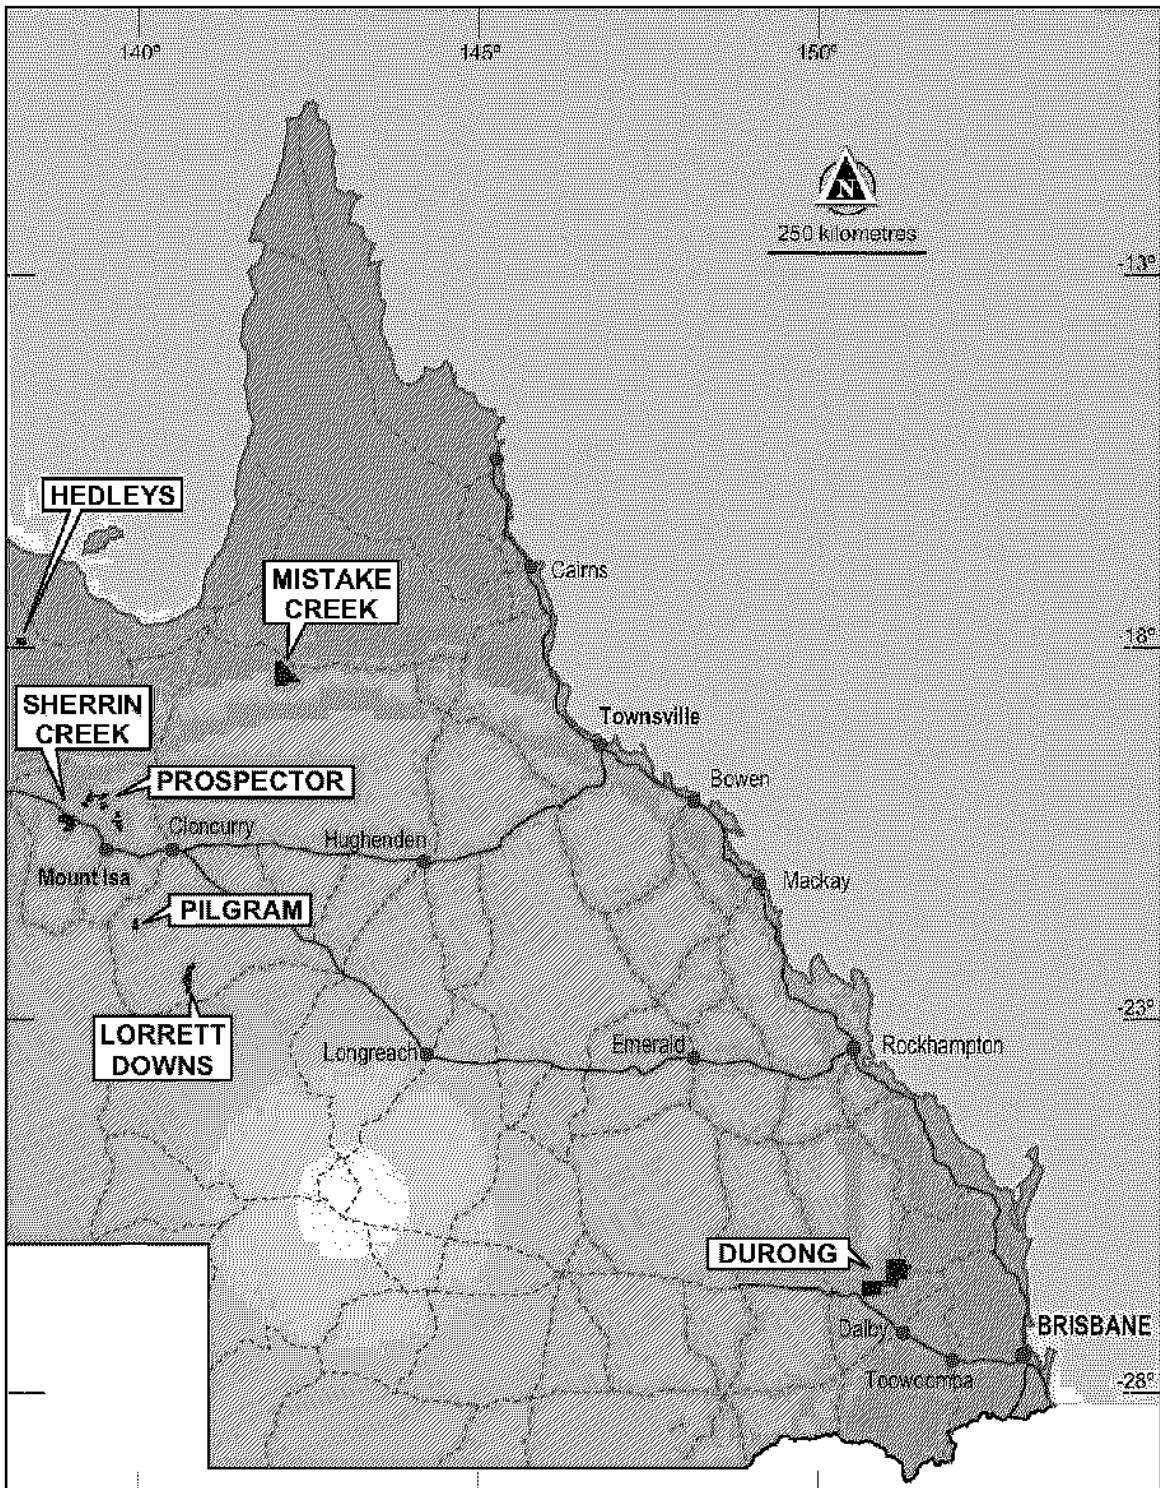 140° 145° 150°
N
250 kilometres
-13°
HEDLEYS
MISTAKE
CREEK
Cairns
-18°
SHERRIN
CREEK
Townsville
PROSPECTOR
Bowen
Cloncurry
Hughenden
Mount Isa
Mackay
PILGRAM
-23°
LORRETT
DOWNS
Longreach
Emerald
Rockhampton
DURONG
Dalby
BRISBANE
Toowoompa
-28°